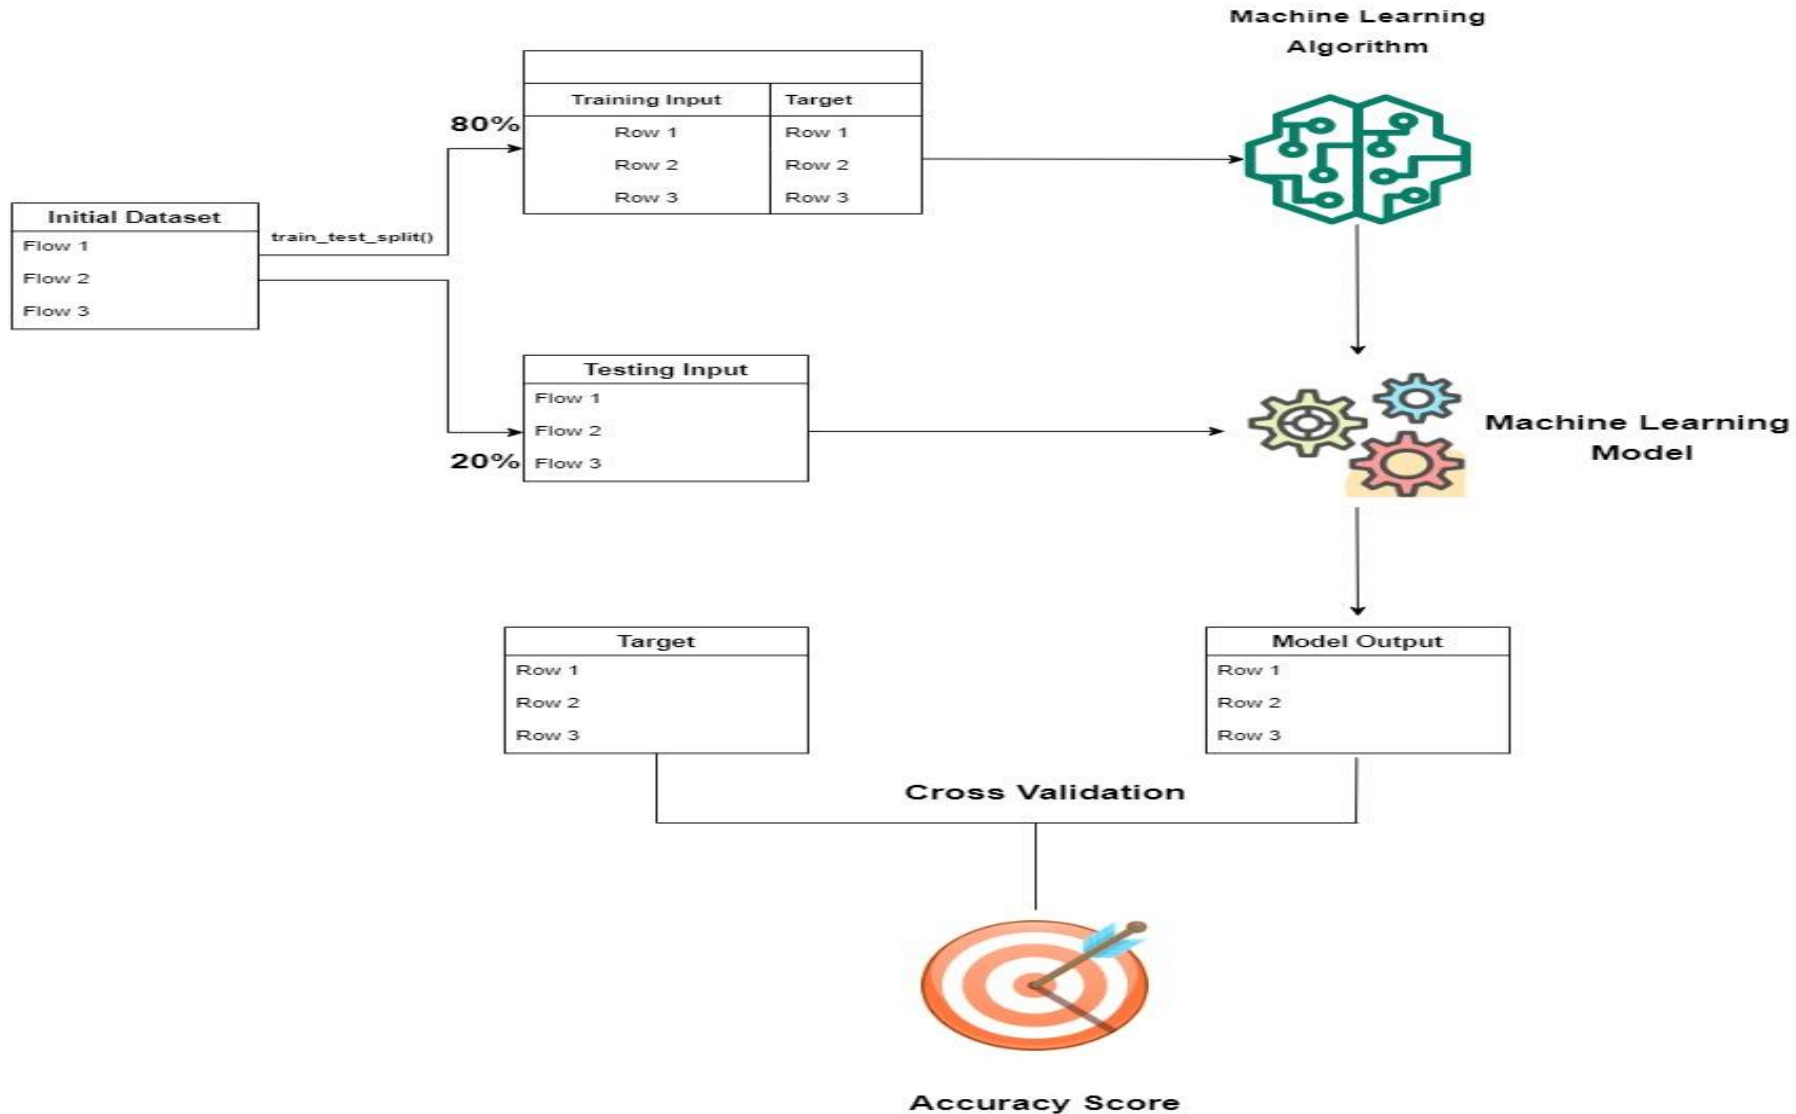 Machine Learning
Algorithm
Training Input Target
80%
Row 1 Row 1
Row 2 Row 2
Row 3 Row 3
Initial Dataset
Flow 1
Flow 2
Flow 3
train_test_split()
Testing Input
Flow 1
Flow 2
Flow 3
20%
Machine Learning
Model
Target
Row 1
Row 2
Row 3
Model Output
Row 1
Row 2
Row 3
Cross Validation
Accuracy Score